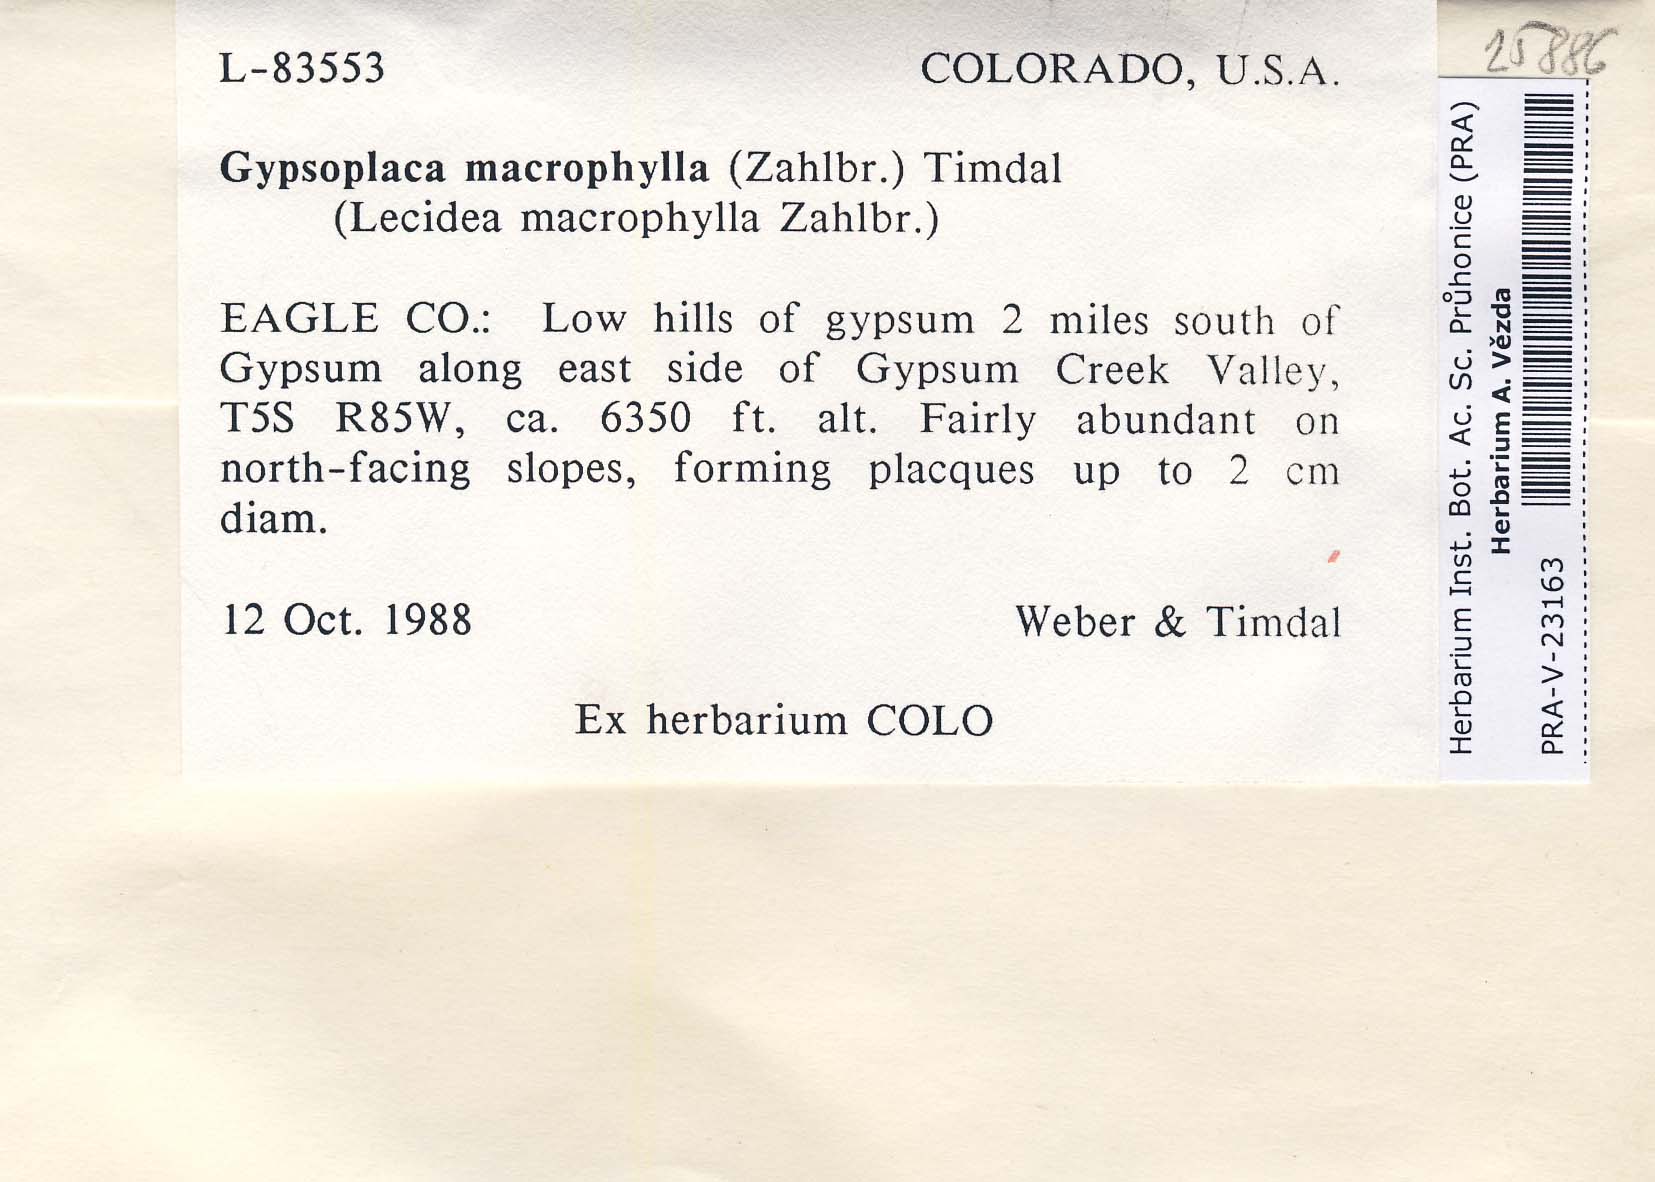 L-83553 COLORADO, U.S.A.
Gypsoplaca macrophylla (Zahlbr.) Timdal
(Lecidea macrophylla Zahlbr.)
EAGLE CO.: Low hills of gypsum 2 miles south of
Gypsum along east side of Gypsum Creek Valley,
T5S R85W, ca. 6350 ft. alt. Fairly abundant on
north-facing slopes, forming placques up to 2 cm
diam.
12 Oct. 1988 Weber & Timdal
Ex herbarium COLO
25886
Herbarium Inst. Bot. Ac. Sc. Průhonice (PRA)
Herbarium A. Vězda
PRA-V-23163